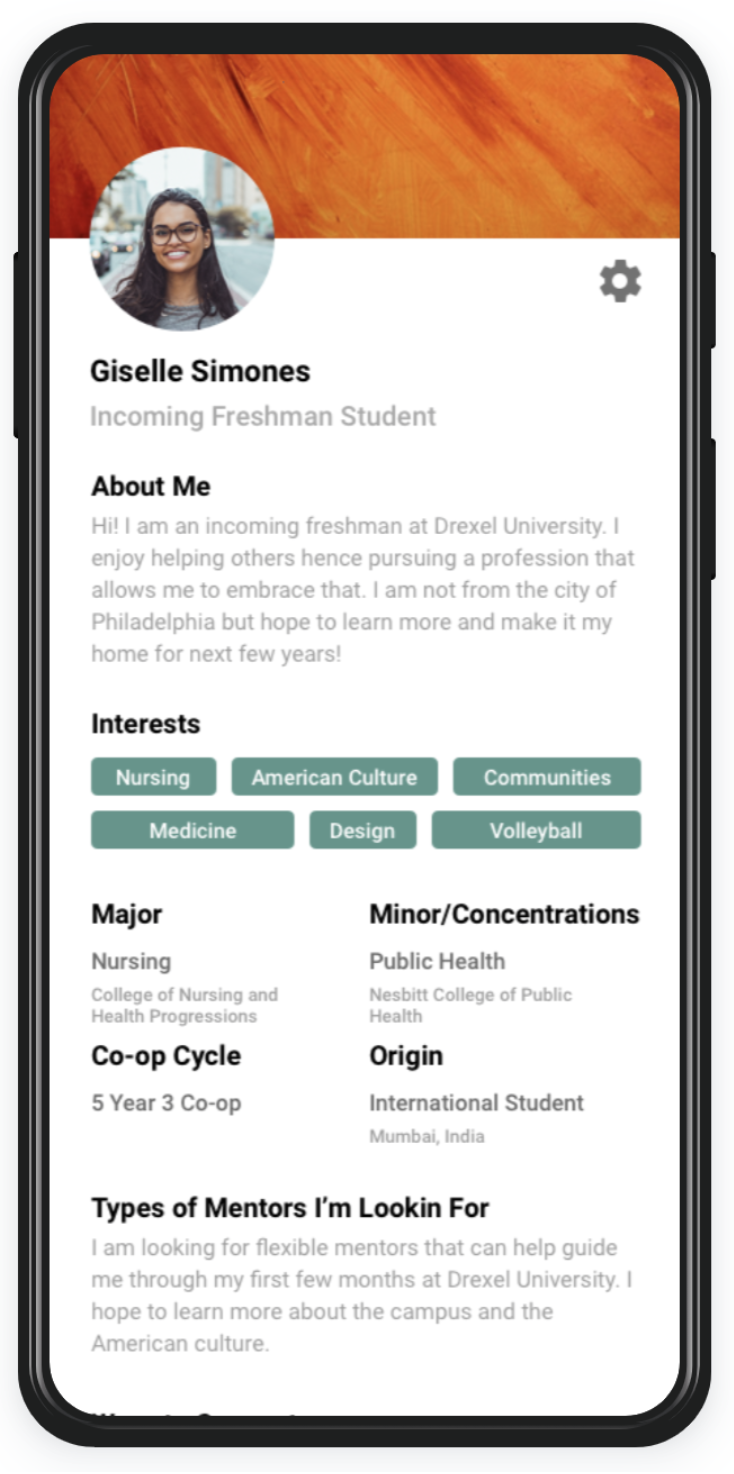 Giselle Simones
Incoming Freshman Student
About Me
Hi! I am an incoming freshman at Drexel University. I
enjoy helping others hence pursuing a profession that
allows me to embrace that. I am not from the city of
Philadelphia but hope to learn more and make it my
home for next few years!
Interests
Nursing American Culture Communities
Medicine Design Volleyball
Major Minor/Concentrations
Nursing Public Health
College of Nursing and Nesbitt College of Public
Health Progressions Health
Co-op Cycle Origin
5 Year 3 Co-op International Student
Mumbai, India
Types of Mentors I'm Lookin For
I am looking for flexible mentors that can help guide
me through my first few months at Drexel University. I
hope to learn more about the campus and the
American culture.